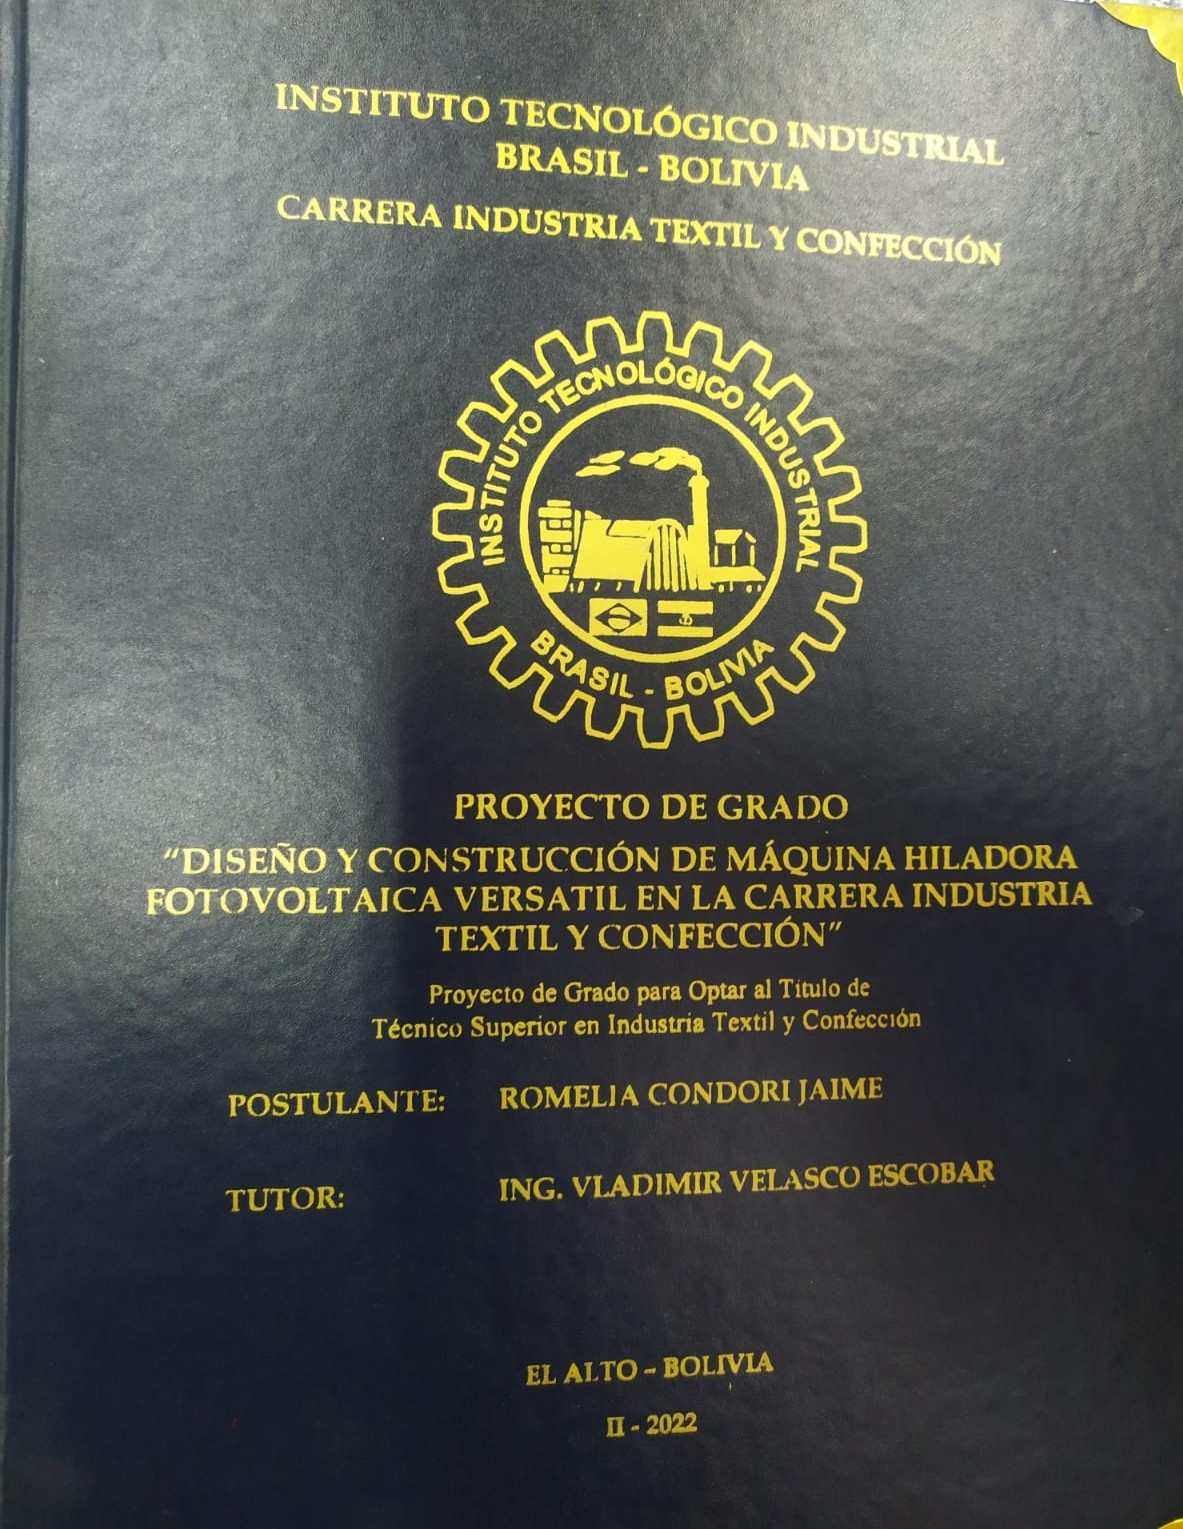 INSTITUTO TECNOLÓGICO INDUSTRIAL
BRASIL - BOLIVIA
CARRERA INDUSTRIA TEXTIL Y CONFECCIÓN
INSTITUTO TECNOLÓGICO INDUSTRIAL
BRASIL - BOLIVIA
PROYECTO DE GRADO
“DISEÑO Y CONSTRUCCIÓN DE MÁQUINA HILADORA
FOTOVOLTAICA VERSATIL EN LA CARRERA INDUSTRIA
TEXTIL Y CONFECCIÓN”
Proyecto de Grado para Optar al Titulo de
Técnico Superior en Industria Textil y Confección
POSTULANTE: ROMELIA CONDORI JAIME
TUTOR: ING. VLADIMIR VELASCO ESCOBAR
EL ALTO - BOLIVIA
II - 2022